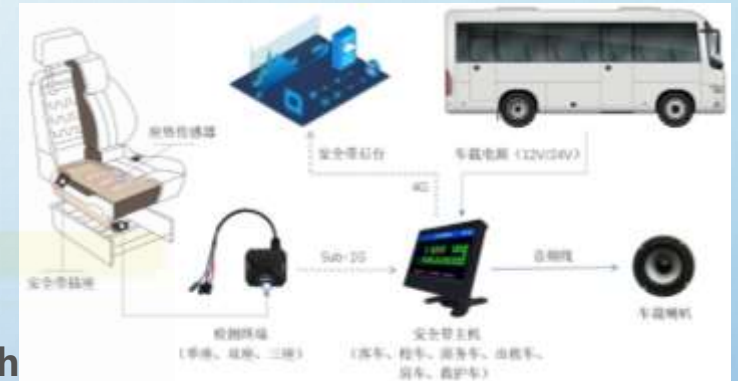 座垫传感器
安全带后台
车载电源（12V/24V）
4G
Sub-1G
音频线
安全带插座
车载喇叭
检测终端
（单座、双座、三座）
安全带主机
（客车、校车、商务车、出租车、
房车、救护车）
h